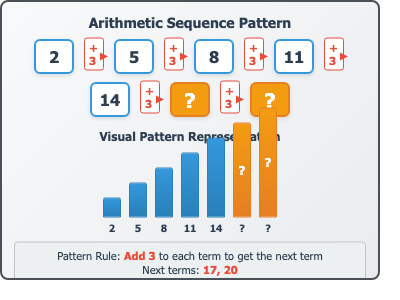 Arithmetic Sequence Pattern
2 + 3 ▶ 5 + 3 ▶ 8 + 3 ▶ 11 + 3 ▶
14 + 3 ▶ ? + 3 ▶ ?
Visual Pattern Representation
? ?
2 5 8 11 14 ? ?
Pattern Rule: Add 3 to each term to get the next term
Next terms: 17, 20